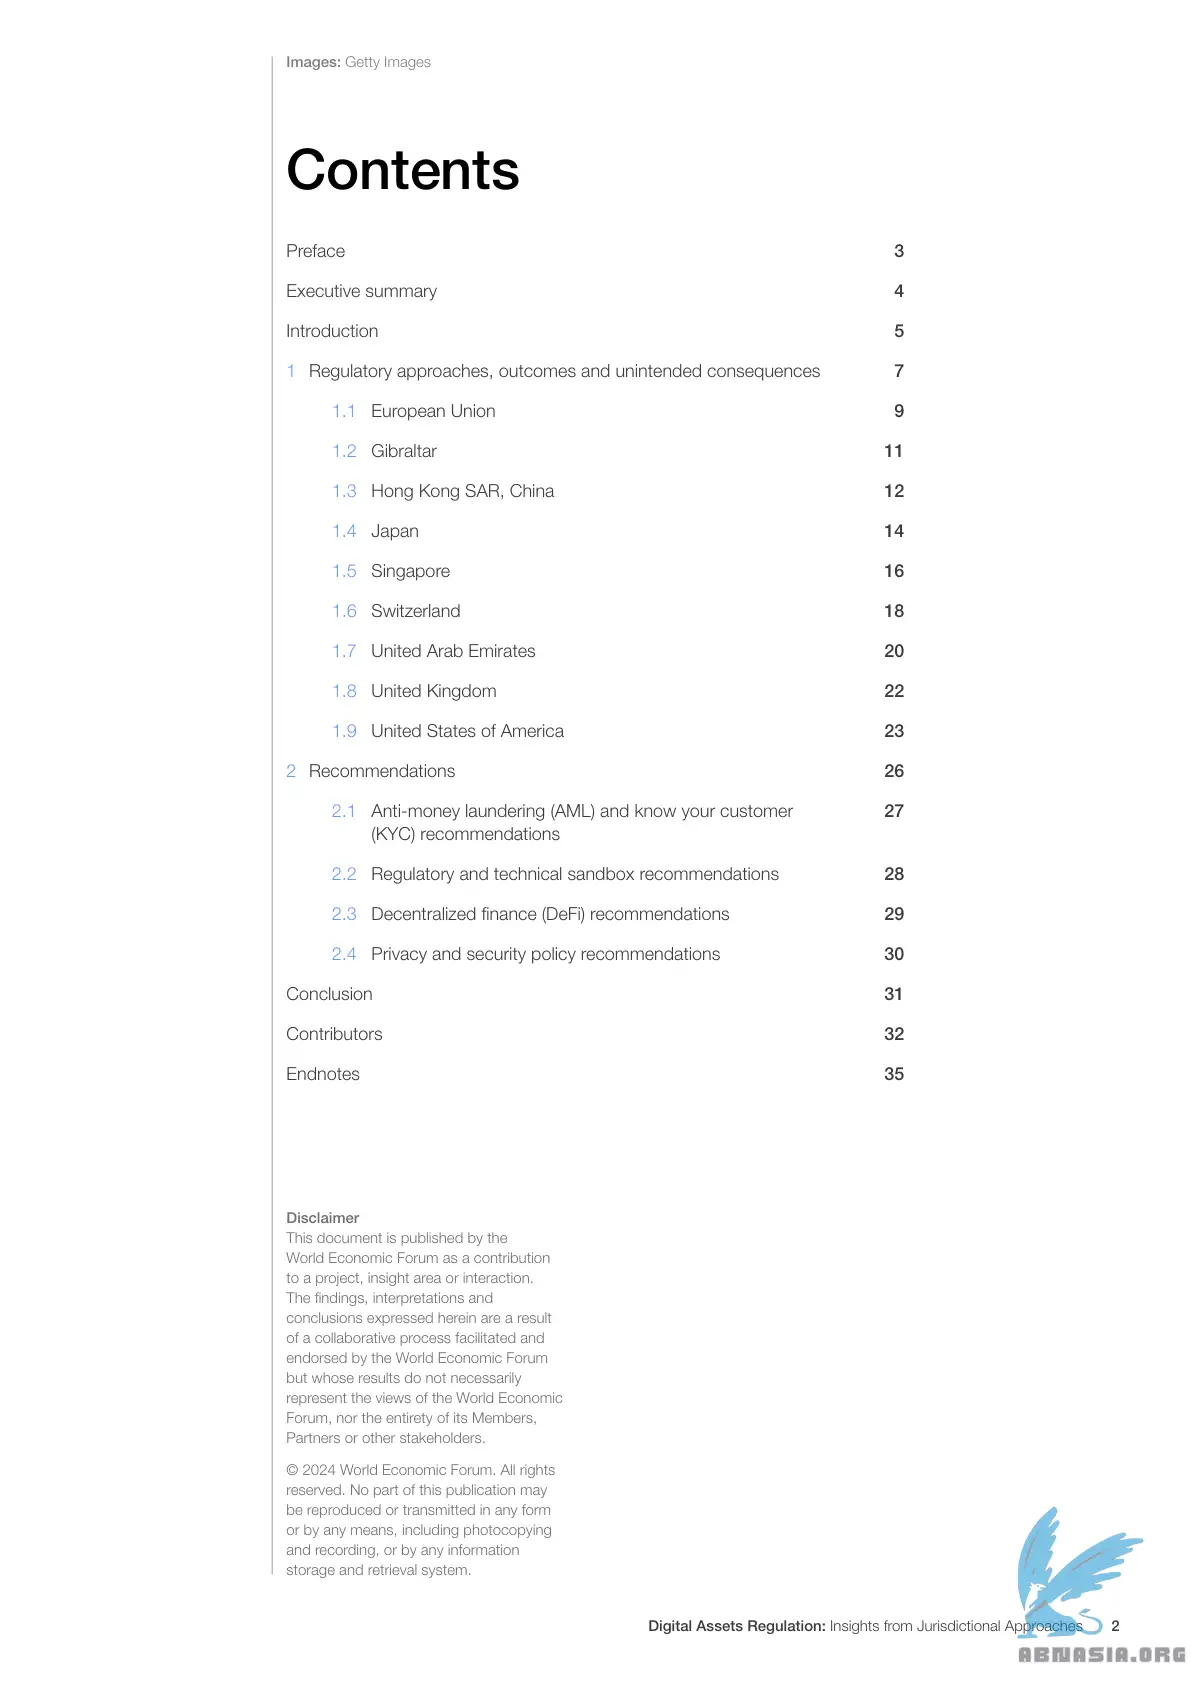 Images: Getty Images
Contents
Preface 3
Executive summary 4
Introduction 5
1 Regulatory approaches, outcomes and unintended consequences 7
1.1 European Union 9
1.2 Gibraltar 11
1.3 Hong Kong SAR, China 12
1.4 Japan 14
1.5 Singapore 16
1.6 Switzerland 18
1.7 United Arab Emirates 20
1.8 United Kingdom 22
1.9 United States of America 23
2 Recommendations 26
2.1 Anti-money laundering (AML) and know your customer 27
(KYC) recommendations
2.2 Regulatory and technical sandbox recommendations 28
2.3 Decentralized finance (DeFi) recommendations 29
2.4 Privacy and security policy recommendations 30
Conclusion 31
Contributors 32
Endnotes 35
Disclaimer
This document is published by the
World Economic Forum as a contribution
to a project, insight area or interaction.
The findings, interpretations and
conclusions expressed herein are a result
of a collaborative process facilitated and
endorsed by the World Economic Forum
but whose results do not necessarily
represent the views of the World Economic
Forum, nor the entirety of its Members,
Partners or other stakeholders.
© 2024 World Economic Forum. All rights
reserved. No part of this publication may
be reproduced or transmitted in any form
or by any means, including photocopying
and recording, or by any information
storage and retrieval system.
Digital Assets Regulation: Insights from Jurisdictional Approaches 2
ABNASIA.ORG